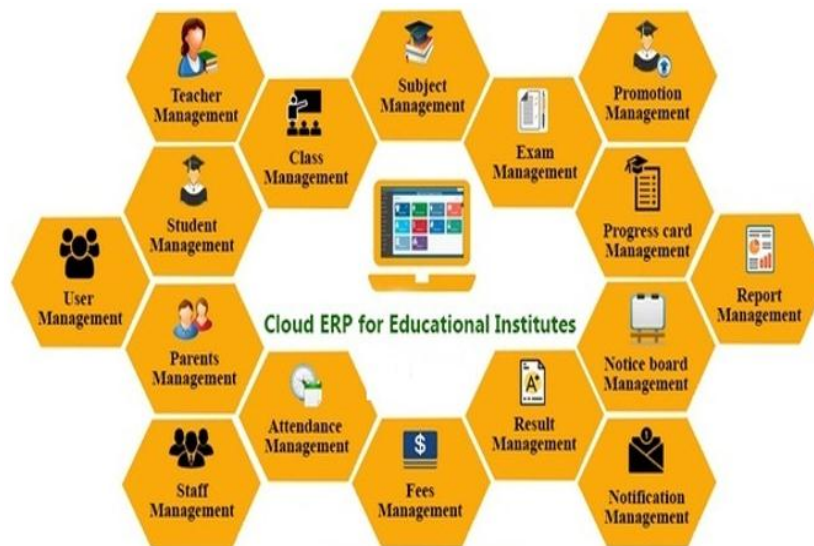 Teacher
Management
Subject
Management
Promotion
Management
Class
Management
Exam
Management
Student
Management
Progress card
Management
User
Management
Report
Management
Cloud ERP for Educational Institutes
Parents
Management
Notice board
Management
Attendance
Management
A+
Result
Management
Staff
Management
$
Fees
Management
1
Notification
Management